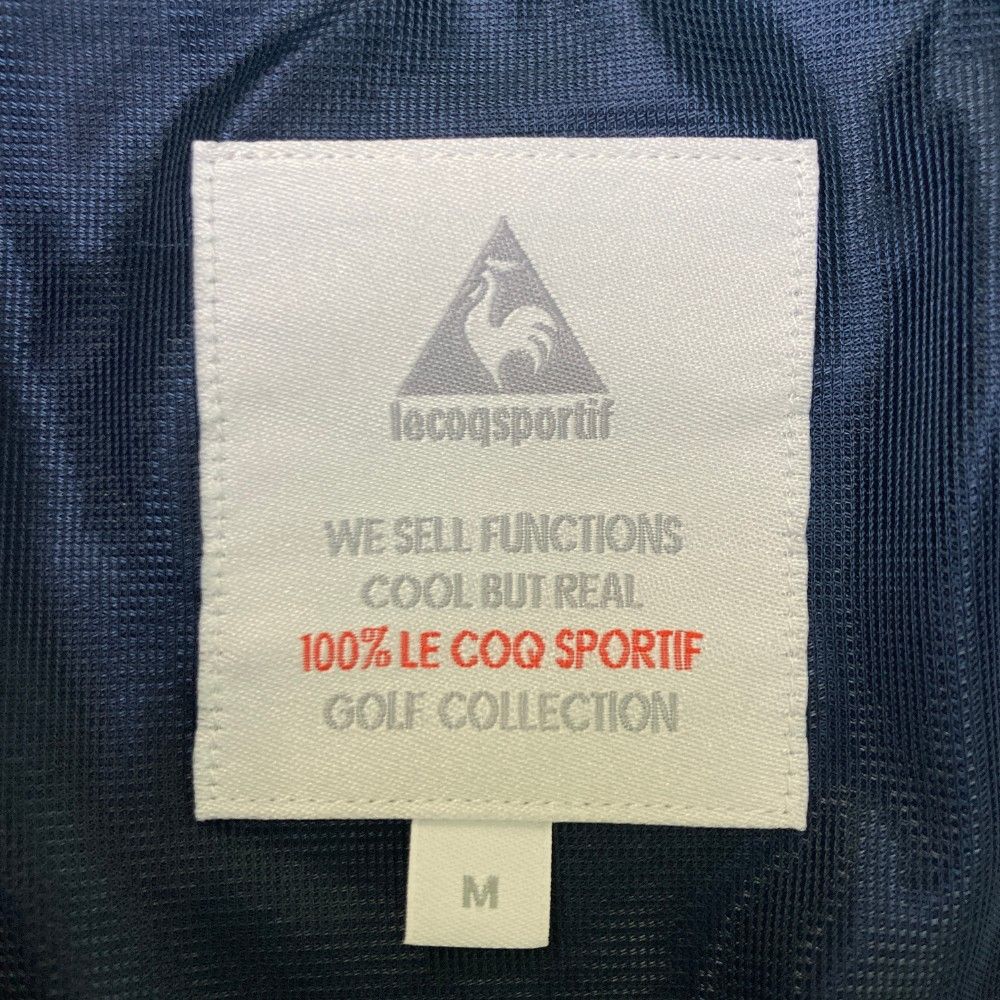 lecoqsportif
WE SELL FUNCTIONS
COOL BUT REAL
100% LE COQ SPORTIF
GOLF COLLECTION
M